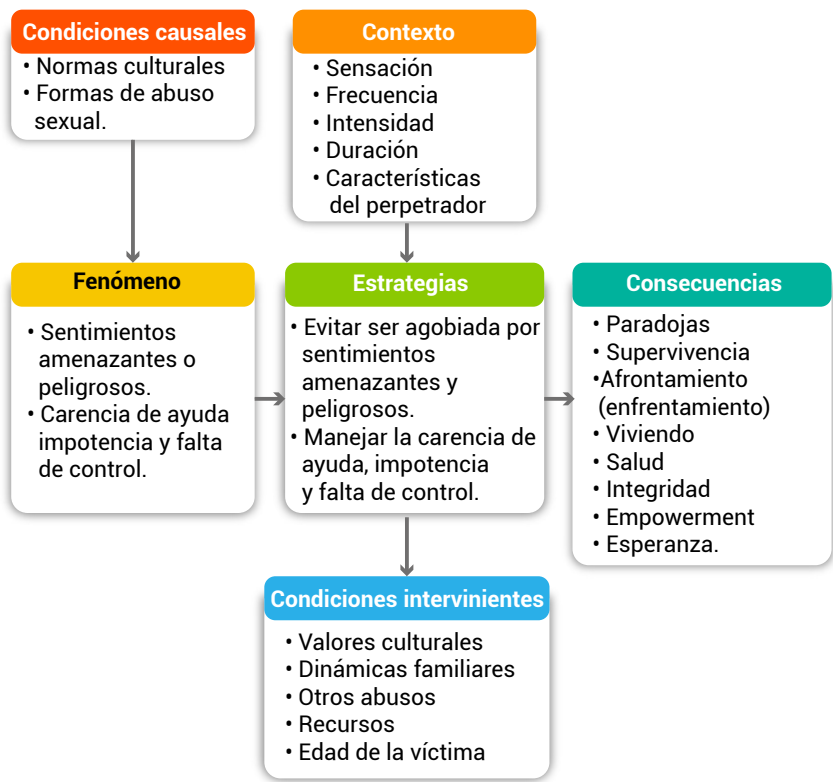 Condiciones causales
• Normas culturales
• Formas de abuso
sexual.
Contexto
• Sensación
• Frecuencia
• Intensidad
• Duración
• Características
del perpetrador
Fenómeno
• Sentimientos
amenazantes o
peligrosos.
• Carencia de ayuda
impotencia y falta
de control.
Estrategias
• Evitar ser agobiada por
sentimientos
amenazantes y
peligrosos.
• Manejar la carencia de
ayuda, impotencia
y falta de control.
Consecuencias
• Paradojas
• Supervivencia
•Afrontamiento
(enfrentamiento)
• Viviendo
• Salud
• Integridad
• Empowerment
• Esperanza.
Condiciones intervinientes
• Valores culturales
• Dinámicas familiares
• Otros abusos
• Recursos
• Edad de la víctima